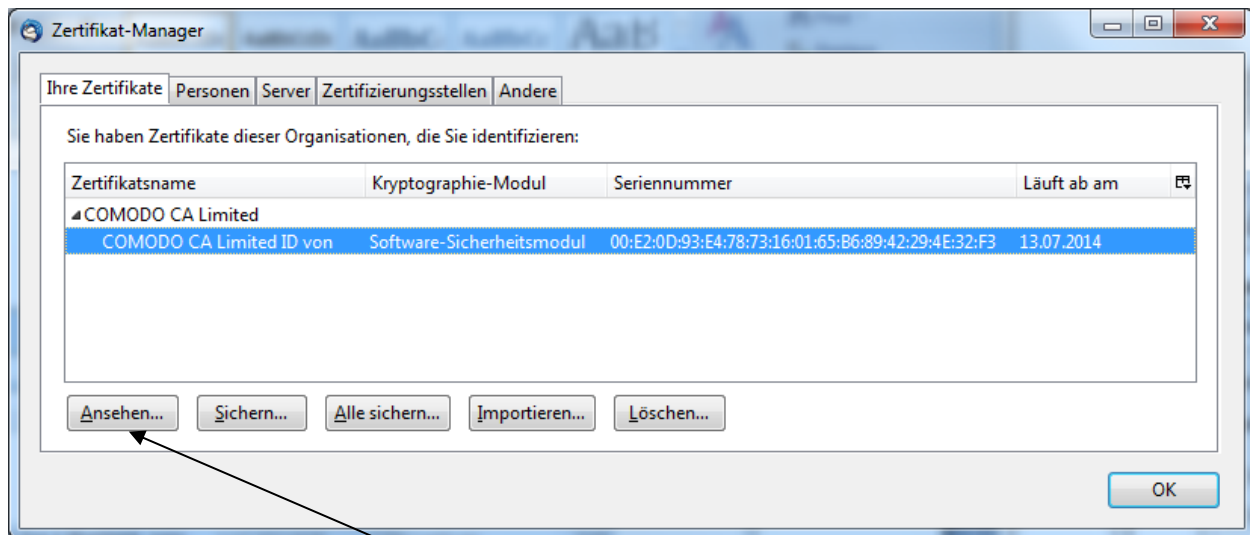 Zertifikat-Manager
Ihre Zertifikate Personen Server Zertifizierungsstellen Andere
Sie haben Zertifikate dieser Organisationen, die Sie identifizieren:
Zertifikatsname Kryptographie-Modul Seriennummer Läuft ab am
COMODO CA Limited
COMODO CA Limited ID von Software-Sicherheitsmodul 00:E2:0D:93:E4:78:73:16:01:65:B6:89:42:29:4E:32:F3 13.07.2014
Ansehen... Sichern... Alle sichern... Importieren... Löschen...
OK